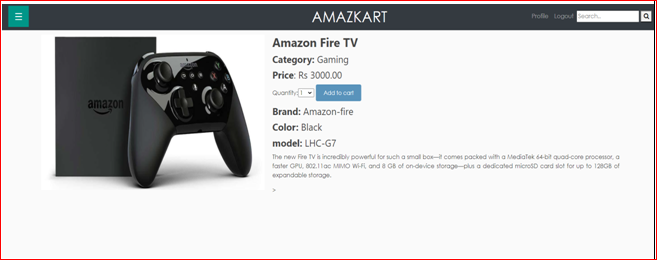 ☰ AMAZKART Profile Logout Search..
amazon
Amazon Fire TV
Category: Gaming
Price: Rs 3000.00
Quantity: 1 Add to cart
Brand: Amazon-fire
Color: Black
model: LHC-G7
The new Fire TV is incredibly powerful for such a small box—it comes packed with a MediaTek 64-bit quad-core processor, a
faster GPU, 802.11ac MIMO Wi-Fi, and 8 GB of on-device storage—plus a dedicated microSD card slot for up to 128GB of
expandable storage.
>